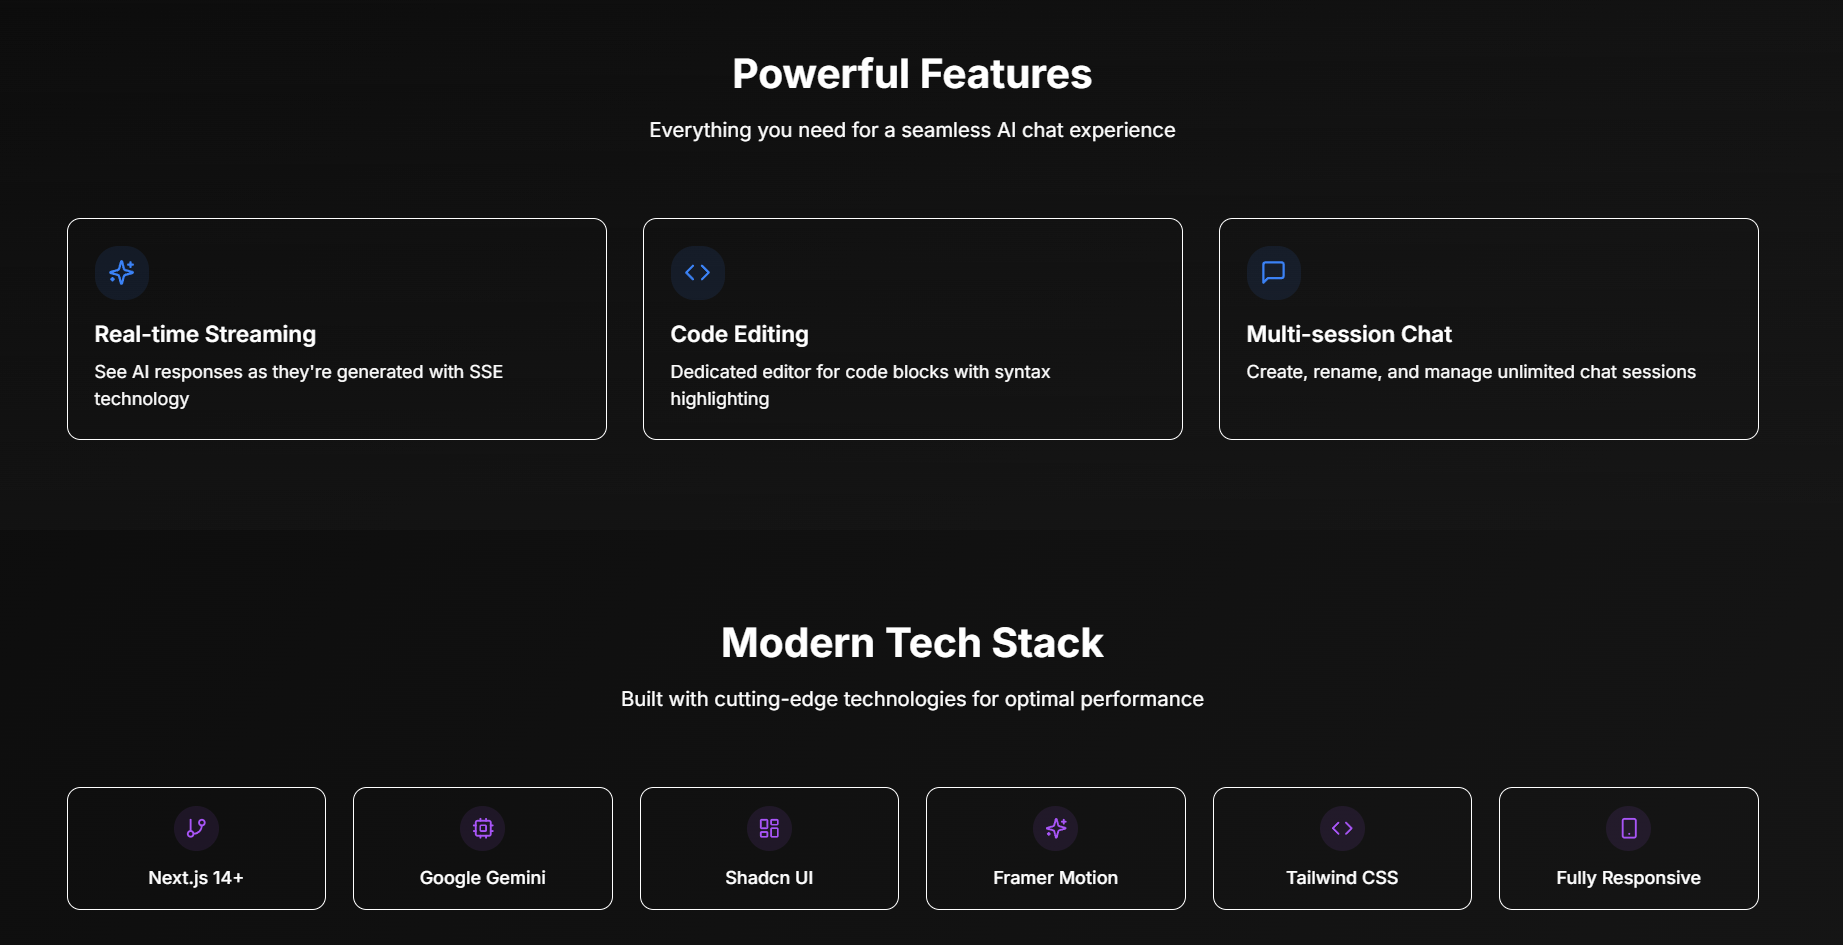 Powerful Features
Everything you need for a seamless AI chat experience
Real-time Streaming
See AI responses as they're generated with SSE
technology
Code Editing
Dedicated editor for code blocks with syntax
highlighting
Multi-session Chat
Create, rename, and manage unlimited chat sessions
Modern Tech Stack
Built with cutting-edge technologies for optimal performance
Next.js 14+
Google Gemini
Shadcn UI
Framer Motion
Tailwind CSS
Fully Responsive